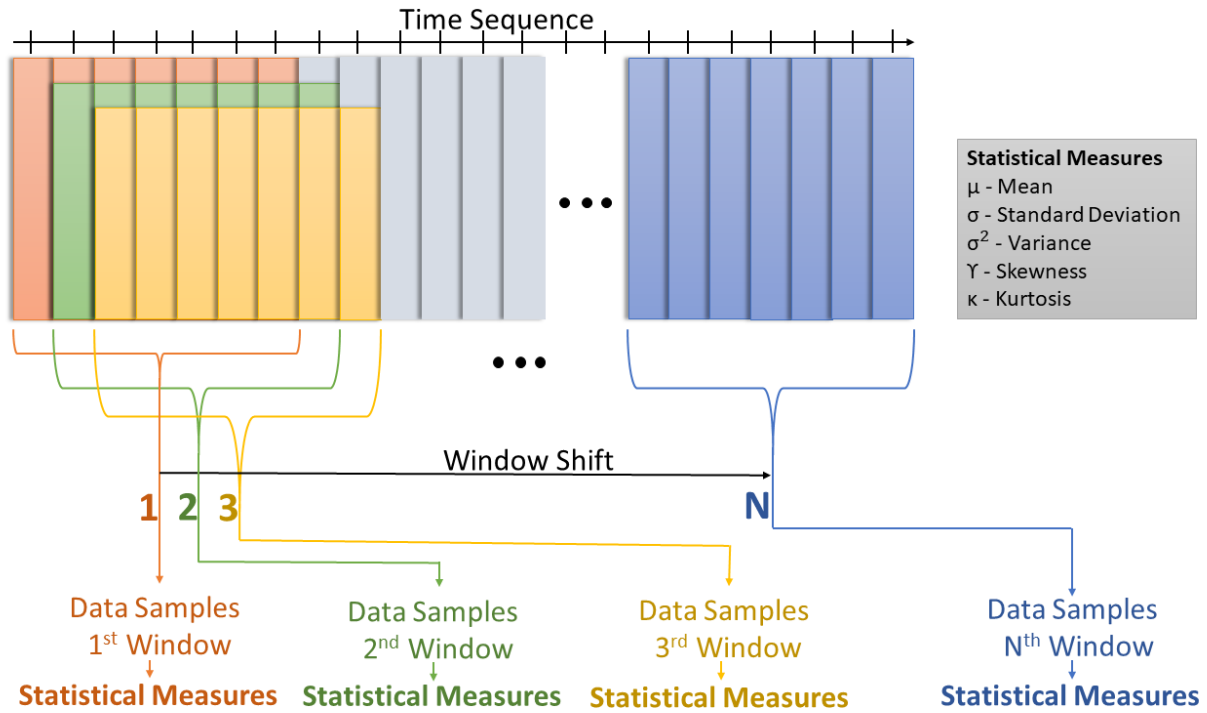 Time Sequence
Statistical Measures
μ - Mean
σ - Standard Deviation
σ² - Variance
ϒ - Skewness
κ - Kurtosis
Window Shift
1 2 3 N
Data Samples
1st Window
Statistical Measures
Data Samples
2nd Window
Statistical Measures
Data Samples
3rd Window
Statistical Measures
Data Samples
Nth Window
Statistical Measures